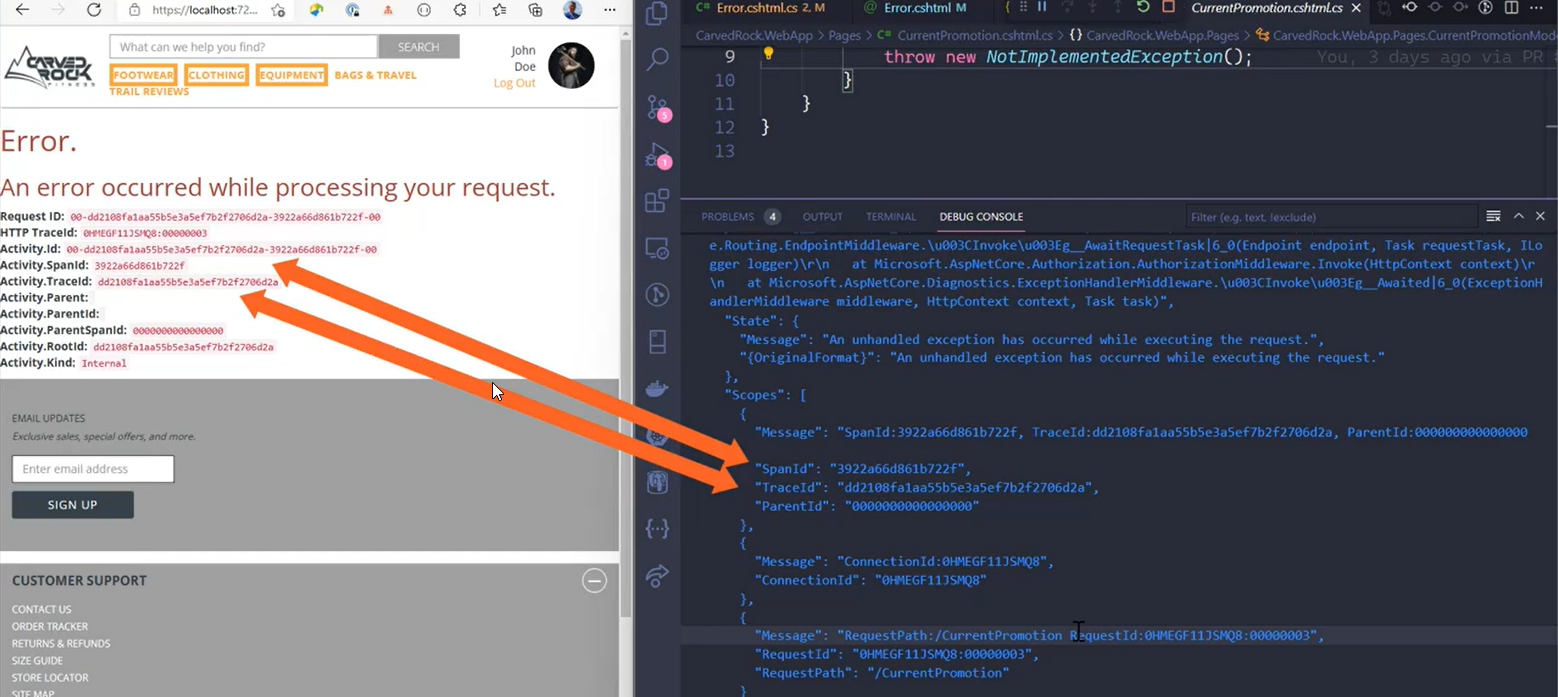 https://localhost:72...
CARVED
ROCK
FITNESS
What can we help you find?
SEARCH
FOOTWEAR
CLOTHING
EQUIPMENT
BAGS & TRAVEL
TRAIL REVIEWS
John
Doe
Log Out
Error.
An error occurred while processing your request.
Request ID: 00-dd2108fa1aa55b5e3a5ef7b2f2706d2a-3922a66d861b722f-00
HTTP TraceId: 0HMEGF11JSMQ8:00000003
Activity.Id: 00-dd2108fa1aa55b5e3a5ef7b2f2706d2a-3922a66d861b722f-00
Activity.SpanId: 3922a66d861b722f
Activity.TraceId: dd2108fa1aa55b5e3a5ef7b2f2706d2a
Activity.Parent:
Activity.ParentId:
Activity.ParentSpanId: 0000000000000000
Activity.RootId: dd2108fa1aa55b5e3a5ef7b2f2706d2a
Activity.Kind: Internal
EMAIL UPDATES
Exclusive sales, special offers, and more.
Enter email address
SIGN UP
CUSTOMER SUPPORT
CONTACT US
ORDER TRACKER
RETURNS & REFUNDS
SIZE GUIDE
STORE LOCATOR
SITE MAP
5
1
Error.cshtml.cs 2, M
Error.cshtml M
CurrentPromotion.cshtml.cs
CarvedRock.WebApp > Pages > CurrentPromotion.cshtml.cs > {} CarvedRock.WebApp.Pages > CarvedRock.WebApp.Pages.CurrentPromotionMode
9 throw new NotImplementedException(); You, 3 days ago via PR
10 }
11 }
12 }
13
PROBLEMS 4
OUTPUT
TERMINAL
DEBUG CONSOLE
Filter (e.g. text, !exclude)
e.Routing.EndpointMiddleware.\u003CInvoke\u003Eg__AwaitRequestTask|6_0(Endpoint endpoint, Task requestTask, ILo
gger logger)\r\n   at Microsoft.AspNetCore.Authorization.AuthorizationMiddleware.Invoke(HttpContext context)\r
\n   at Microsoft.AspNetCore.Diagnostics.ExceptionHandlerMiddleware.\u003CInvoke\u003Eg__Awaited|6_0(ExceptionH
andlerMiddleware middleware, HttpContext context, Task task)",
"State": {
"Message": "An unhandled exception has occurred while executing the request.",
"{OriginalFormat}": "An unhandled exception has occurred while executing the request."
},
"Scopes": [
{
"Message": "SpanId:3922a66d861b722f, TraceId:dd2108fa1aa55b5e3a5ef7b2f2706d2a, ParentId:000000000000000
"SpanId": "3922a66d861b722f",
"TraceId": "dd2108fa1aa55b5e3a5ef7b2f2706d2a",
"ParentId": "0000000000000000"
},
{
"Message": "ConnectionId:0HMEGF11JSMQ8",
"ConnectionId": "0HMEGF11JSMQ8"
},
{
"Message": "RequestPath:/CurrentPromotion RequestId:0HMEGF11JSMQ8:00000003",
"RequestId": "0HMEGF11JSMQ8:00000003",
"RequestPath": "/CurrentPromotion"
}